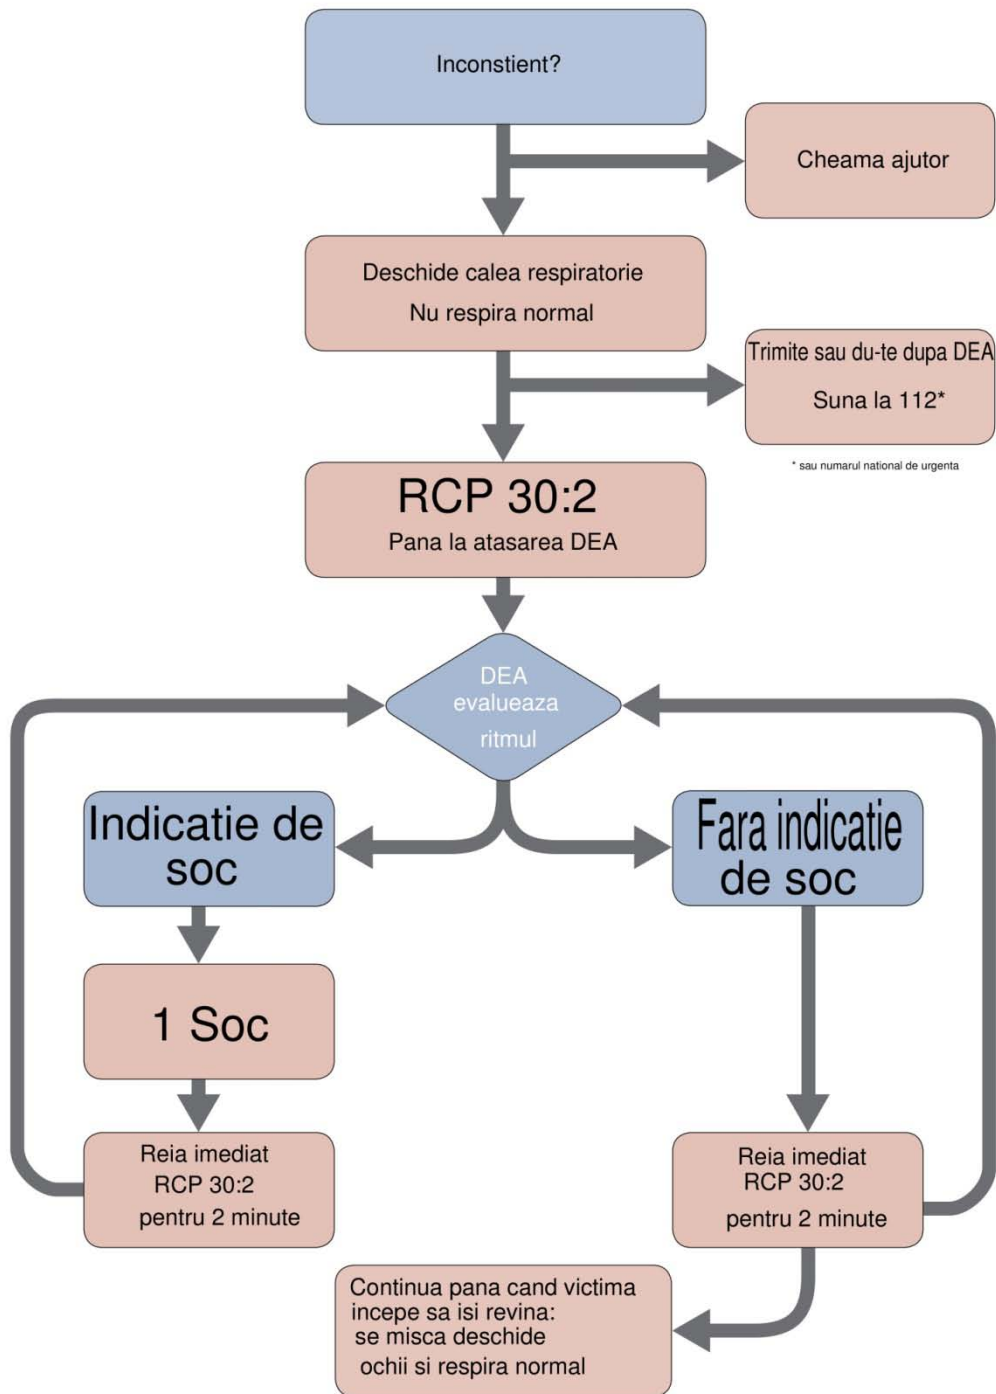 Inconstient?
Cheama ajutor
Deschide calea respiratorie
Nu respira normal
Trimite sau du-te dupa DEA
Suna la 112*
* sau numarul national de urgenta
RCP 30:2
Pana la atasarea DEA
DEA
evalueaza
ritmul
Indicatie de
soc
Fara indicatie
de soc
1 Soc
Reia imediat
RCP 30:2
pentru 2 minute
Reia imediat
RCP 30:2
pentru 2 minute
Continua pana cand victima
incepe sa isi revina:
se misca deschide
ochii si respira normal